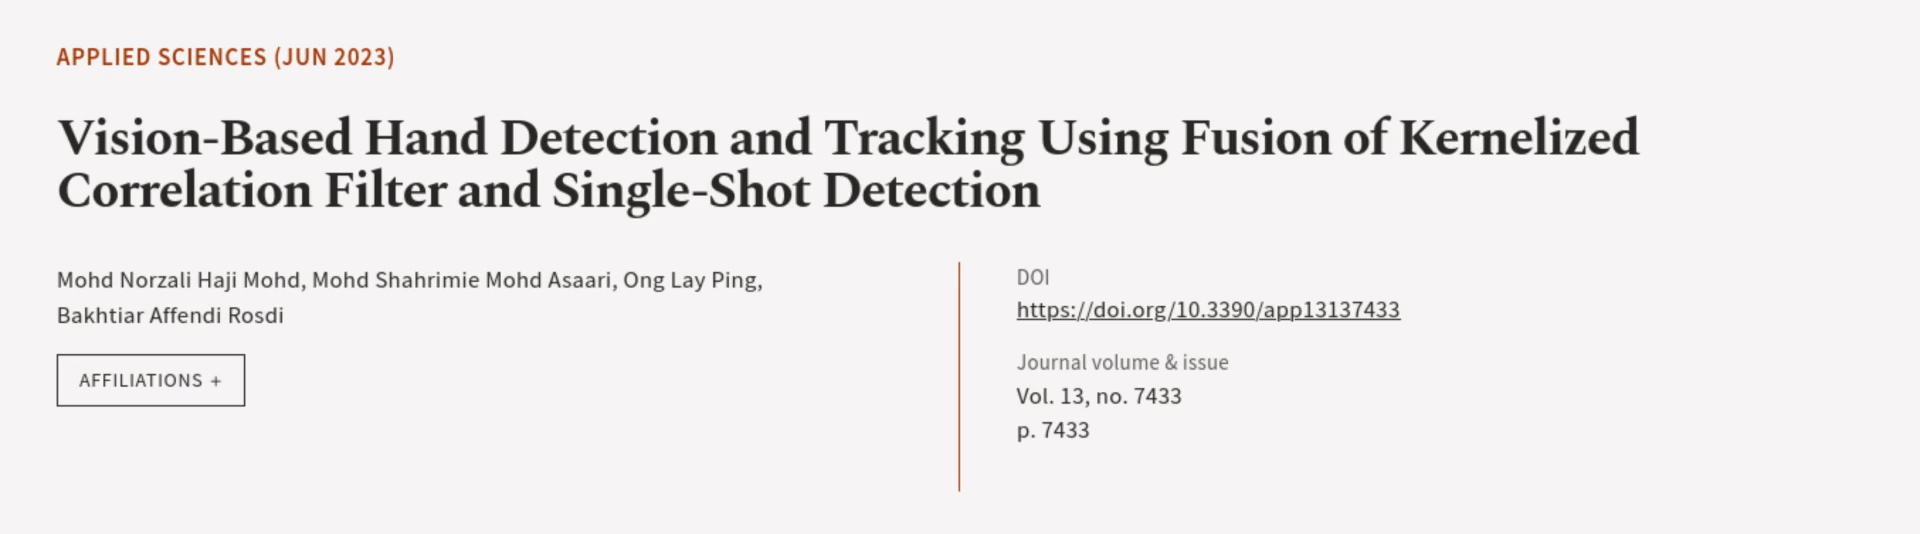 APPLIED SCIENCES (JUN 2023)
Vision-Based Hand Detection and Tracking Using Fusion of Kernelized
Correlation Filter and Single-Shot Detection
Mohd Norzali Haji Mohd, Mohd Shahrimie Mohd Asaari, Ong Lay Ping,
Bakhtiar Affendi Rosdi
AFFILIATIONS +
DOI
https://doi.org/10.3390/app13137433
Journal volume & issue
Vol. 13, no. 7433
p. 7433